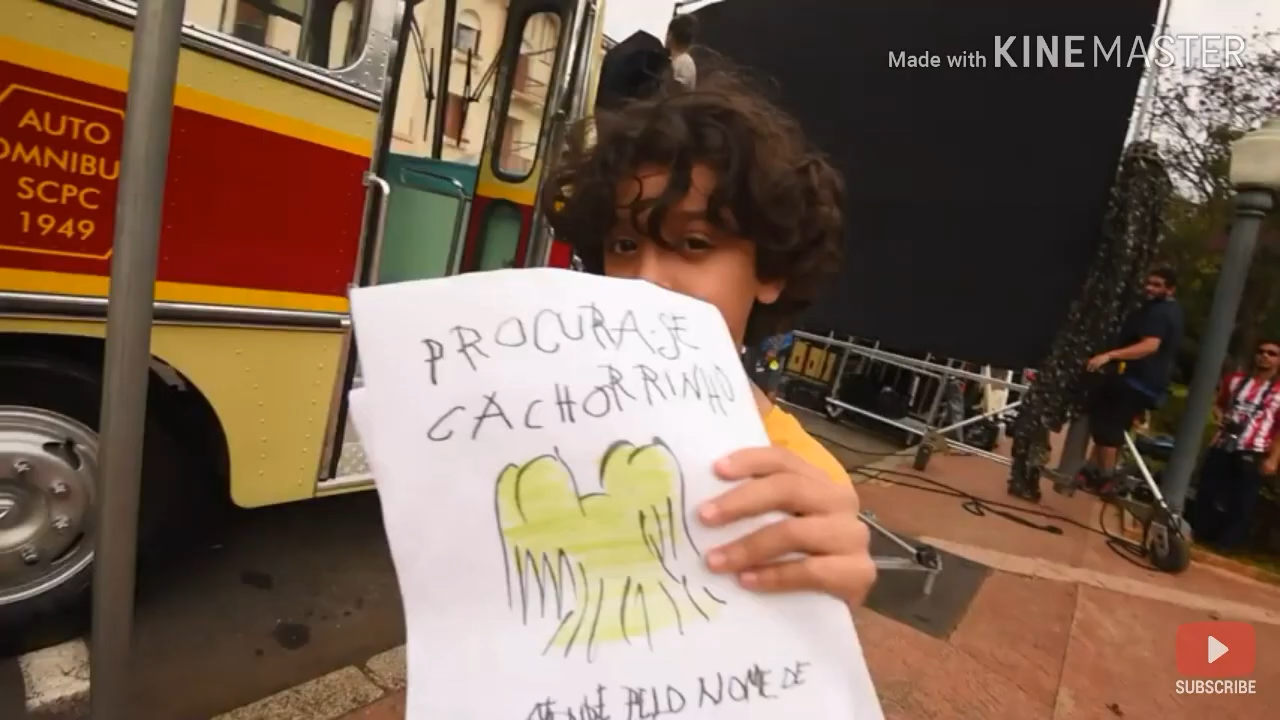 Made with KINEMASTER
AUTO
OMNIBU
SCPC
1949
PROCURA-SE
CACHORRINHO
PELO NOME DE
SUBSCRIBE